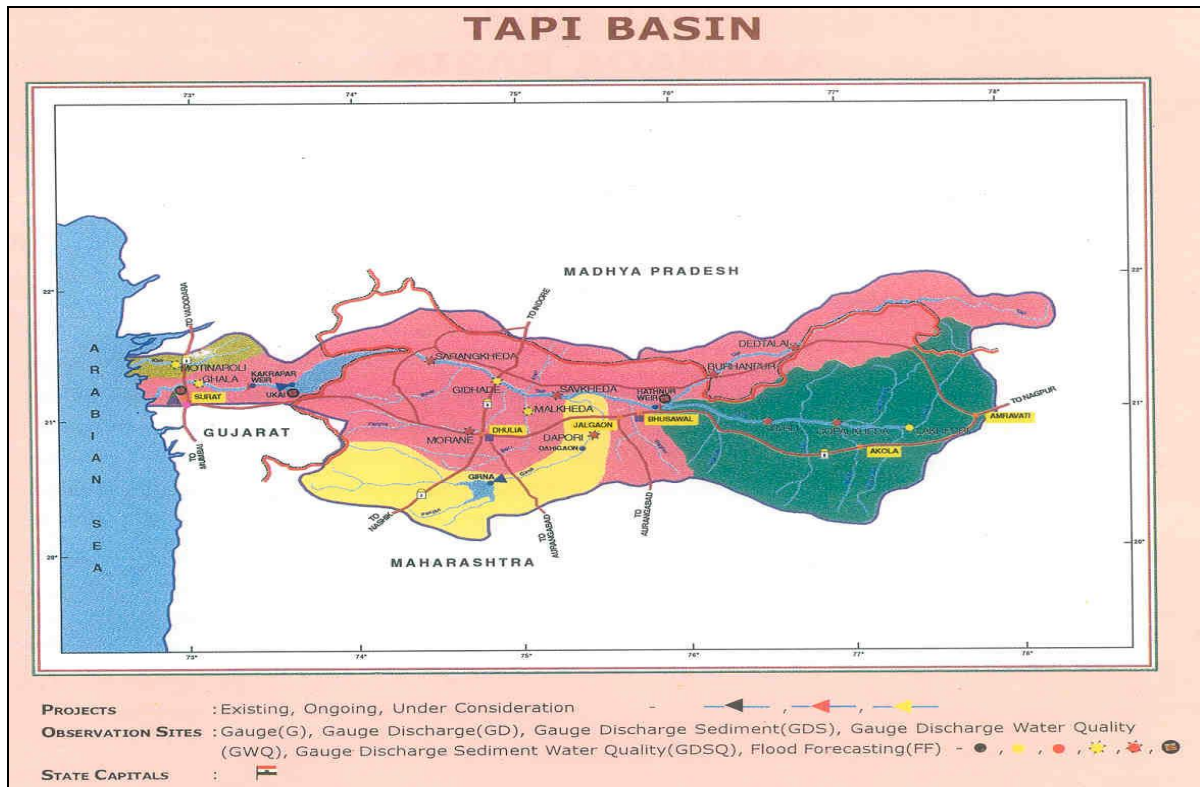 TAPI BASIN
73° 74° 75° 76° 77° 78°
MADHYA PRADESH
22° 22°
TO VADODARA
TO INDORE
DEDTALAI
SARANGKHEDA
BURHANPUR
MOTINAROLI
GHALA
KAKRAPAR
WEIR
UKAI
GIDHADE
SAVKHEDA
HATHNUR
WEIR
TO NAGPUR
SURAT
MALKHEDA
BHUSAWAL
AMRAVATI
21° 21°
GUJARAT
MORANE
DHULIA
JALGAON
DAPORI
DAHIGAON
GOPALKHEDA
AKOLA
TO
MUMBAI
GIRNA
ARABIAN SEA
TO
NASHIK
TO
AURANGABAD
TO
AURANGABAD
20° 20°
MAHARASHTRA
73° 74° 75° 76° 77° 78°
PROJECTS : Existing, Ongoing, Under Consideration - , ,
OBSERVATION SITES : Gauge(G), Gauge Discharge(GD), Gauge Discharge Sediment(GDS), Gauge Discharge Water Quality
(GWQ), Gauge Discharge Sediment Water Quality(GDSQ), Flood Forecasting(FF) - , , , , ,
STATE CAPITALS :